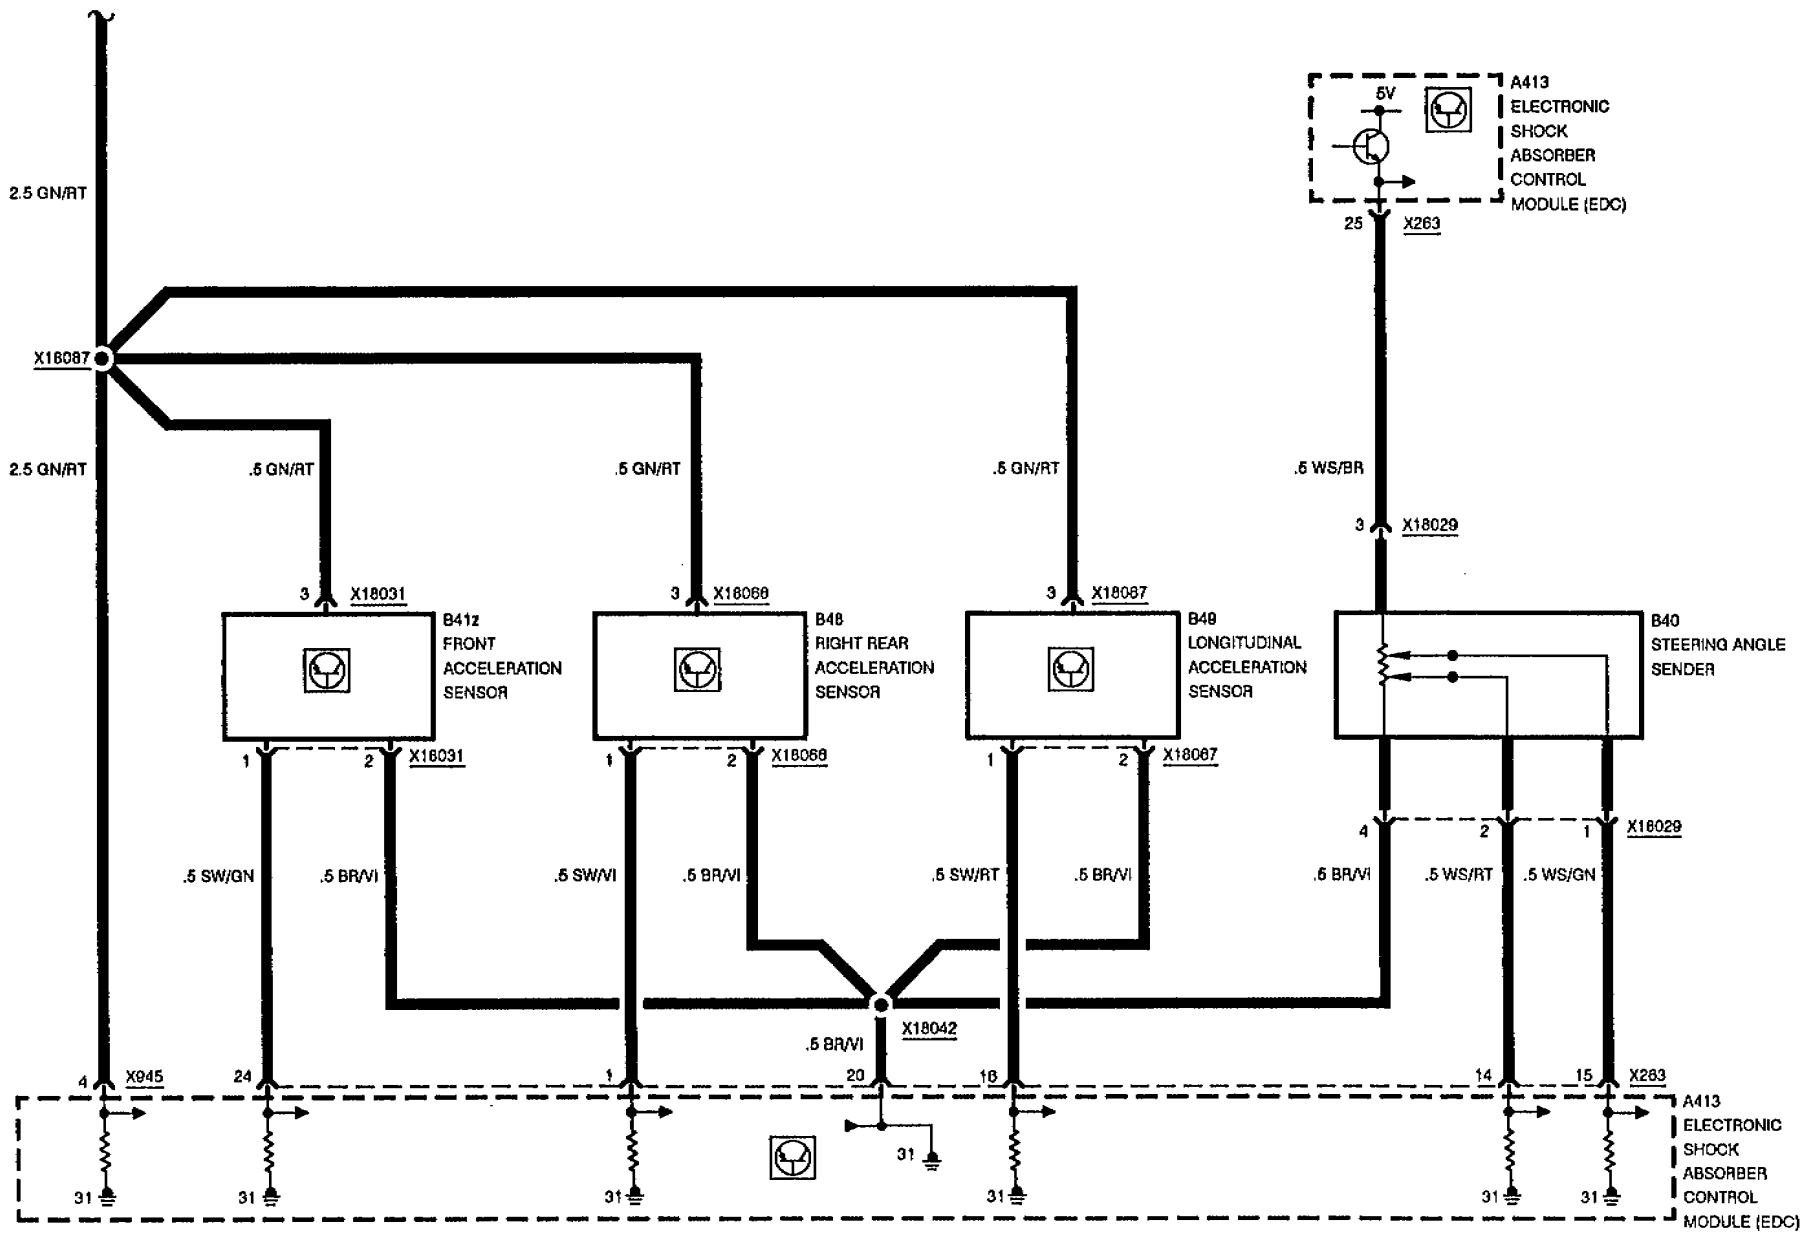 A413
5V
ELECTRONIC
SHOCK
ABSORBER
CONTROL
MODULE (EDC)
25 X263
2.5 GN/RT
X18087
2.5 GN/RT .5 GN/RT .5 GN/RT .5 GN/RT .5 WS/BR
3 X18029
3 X18031 3 X18066 3 X18067
B41z
FRONT
ACCELERATION
SENSOR
B48
RIGHT REAR
ACCELERATION
SENSOR
B49
LONGITUDINAL
ACCELERATION
SENSOR
B40
STEERING ANGLE
SENDER
1 2 X18031 1 2 X18066 1 2 X18067
4 2 1 X18029
.5 SW/GN .5 BR/VI .5 SW/VI .5 BR/VI .5 SW/RT .5 BR/VI .5 BR/VI .5 WS/RT .5 WS/GN
X18042
.5 BR/VI
4 X945 24 1 20 16 14 15 X263
A413
ELECTRONIC
SHOCK
ABSORBER
CONTROL
MODULE (EDC)
31
31 31 31 31 31 31